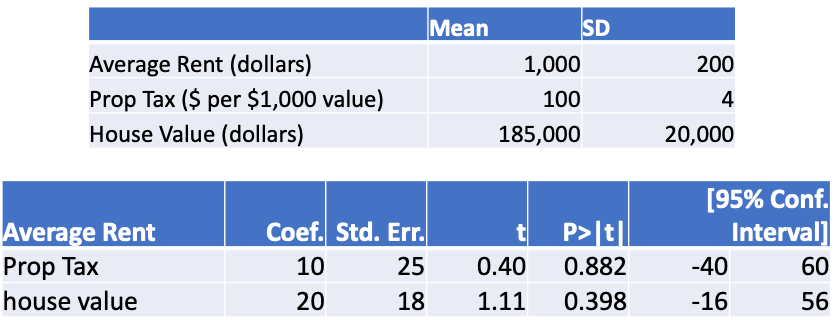 Mean SD
Average Rent (dollars) 1,000 200
Prop Tax ($ per $1,000 value) 100 4
House Value (dollars) 185,000 20,000
[95% Conf.
Average Rent Coef. Std. Err. t P>|t| Interval]
Prop Tax 10 25 0.40 0.882 -40 60
house value 20 18 1.11 0.398 -16 56